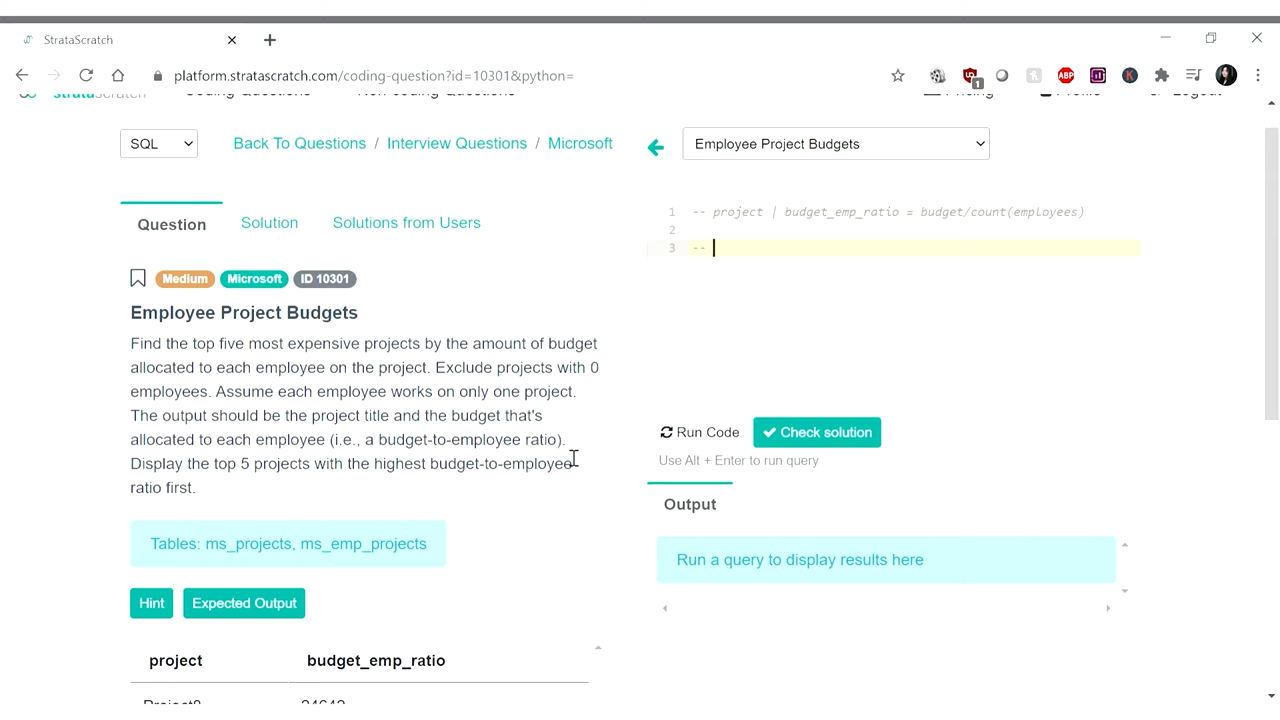 StrataScratch
platform.stratascratch.com/coding-question?id=10301&python=
1
ABP
K
SQL
Back To Questions / Interview Questions / Microsoft
Employee Project Budgets
Question
Solution
Solutions from Users
1 -- project | budget_emp_ratio = budget/count(employees)
2
3 --
Medium
Microsoft
ID 10301
Employee Project Budgets
Find the top five most expensive projects by the amount of budget
allocated to each employee on the project. Exclude projects with 0
employees. Assume each employee works on only one project.
The output should be the project title and the budget that's
allocated to each employee (i.e., a budget-to-employee ratio).
Display the top 5 projects with the highest budget-to-employee
ratio first.
Run Code
Check solution
Use Alt + Enter to run query
Output
Run a query to display results here
Tables: ms_projects, ms_emp_projects
Hint
Expected Output
project
budget_emp_ratio